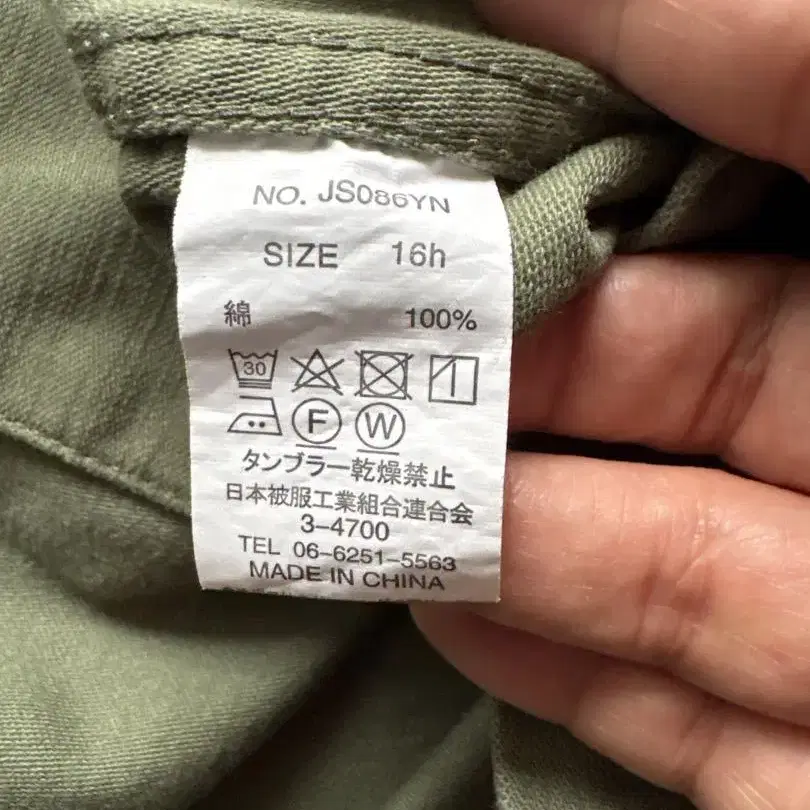 NO. JS086YN
SIZE 16h
綿 100%
30
F W
タンブラー乾燥禁止
日本被服工業組合連合会
3-4700
TEL 06-6251-5563
MADE IN CHINA